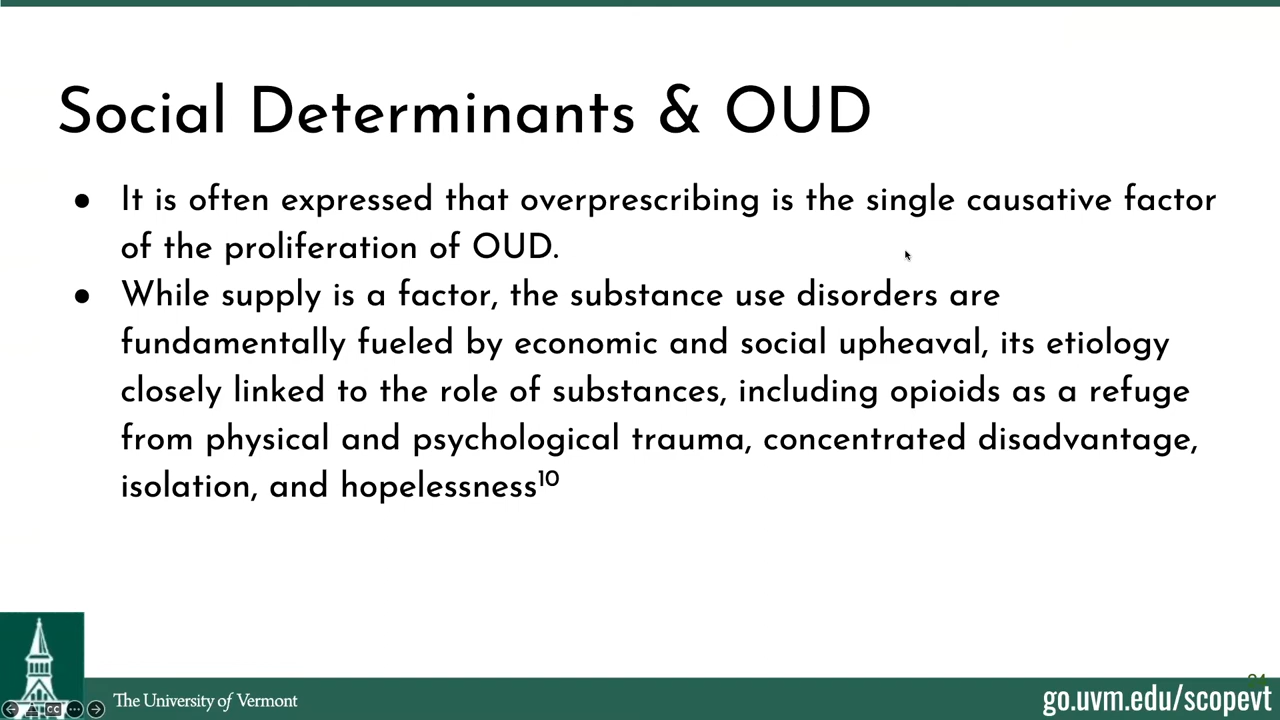 Social Determinants & OUD
● It is often expressed that overprescribing is the single causative factor
of the proliferation of OUD.
● While supply is a factor, the substance use disorders are
fundamentally fueled by economic and social upheaval, its etiology
closely linked to the role of substances, including opioids as a refuge
from physical and psychological trauma, concentrated disadvantage,
isolation, and hopelessness¹⁰
The University of Vermont
go.uvm.edu/scopevt